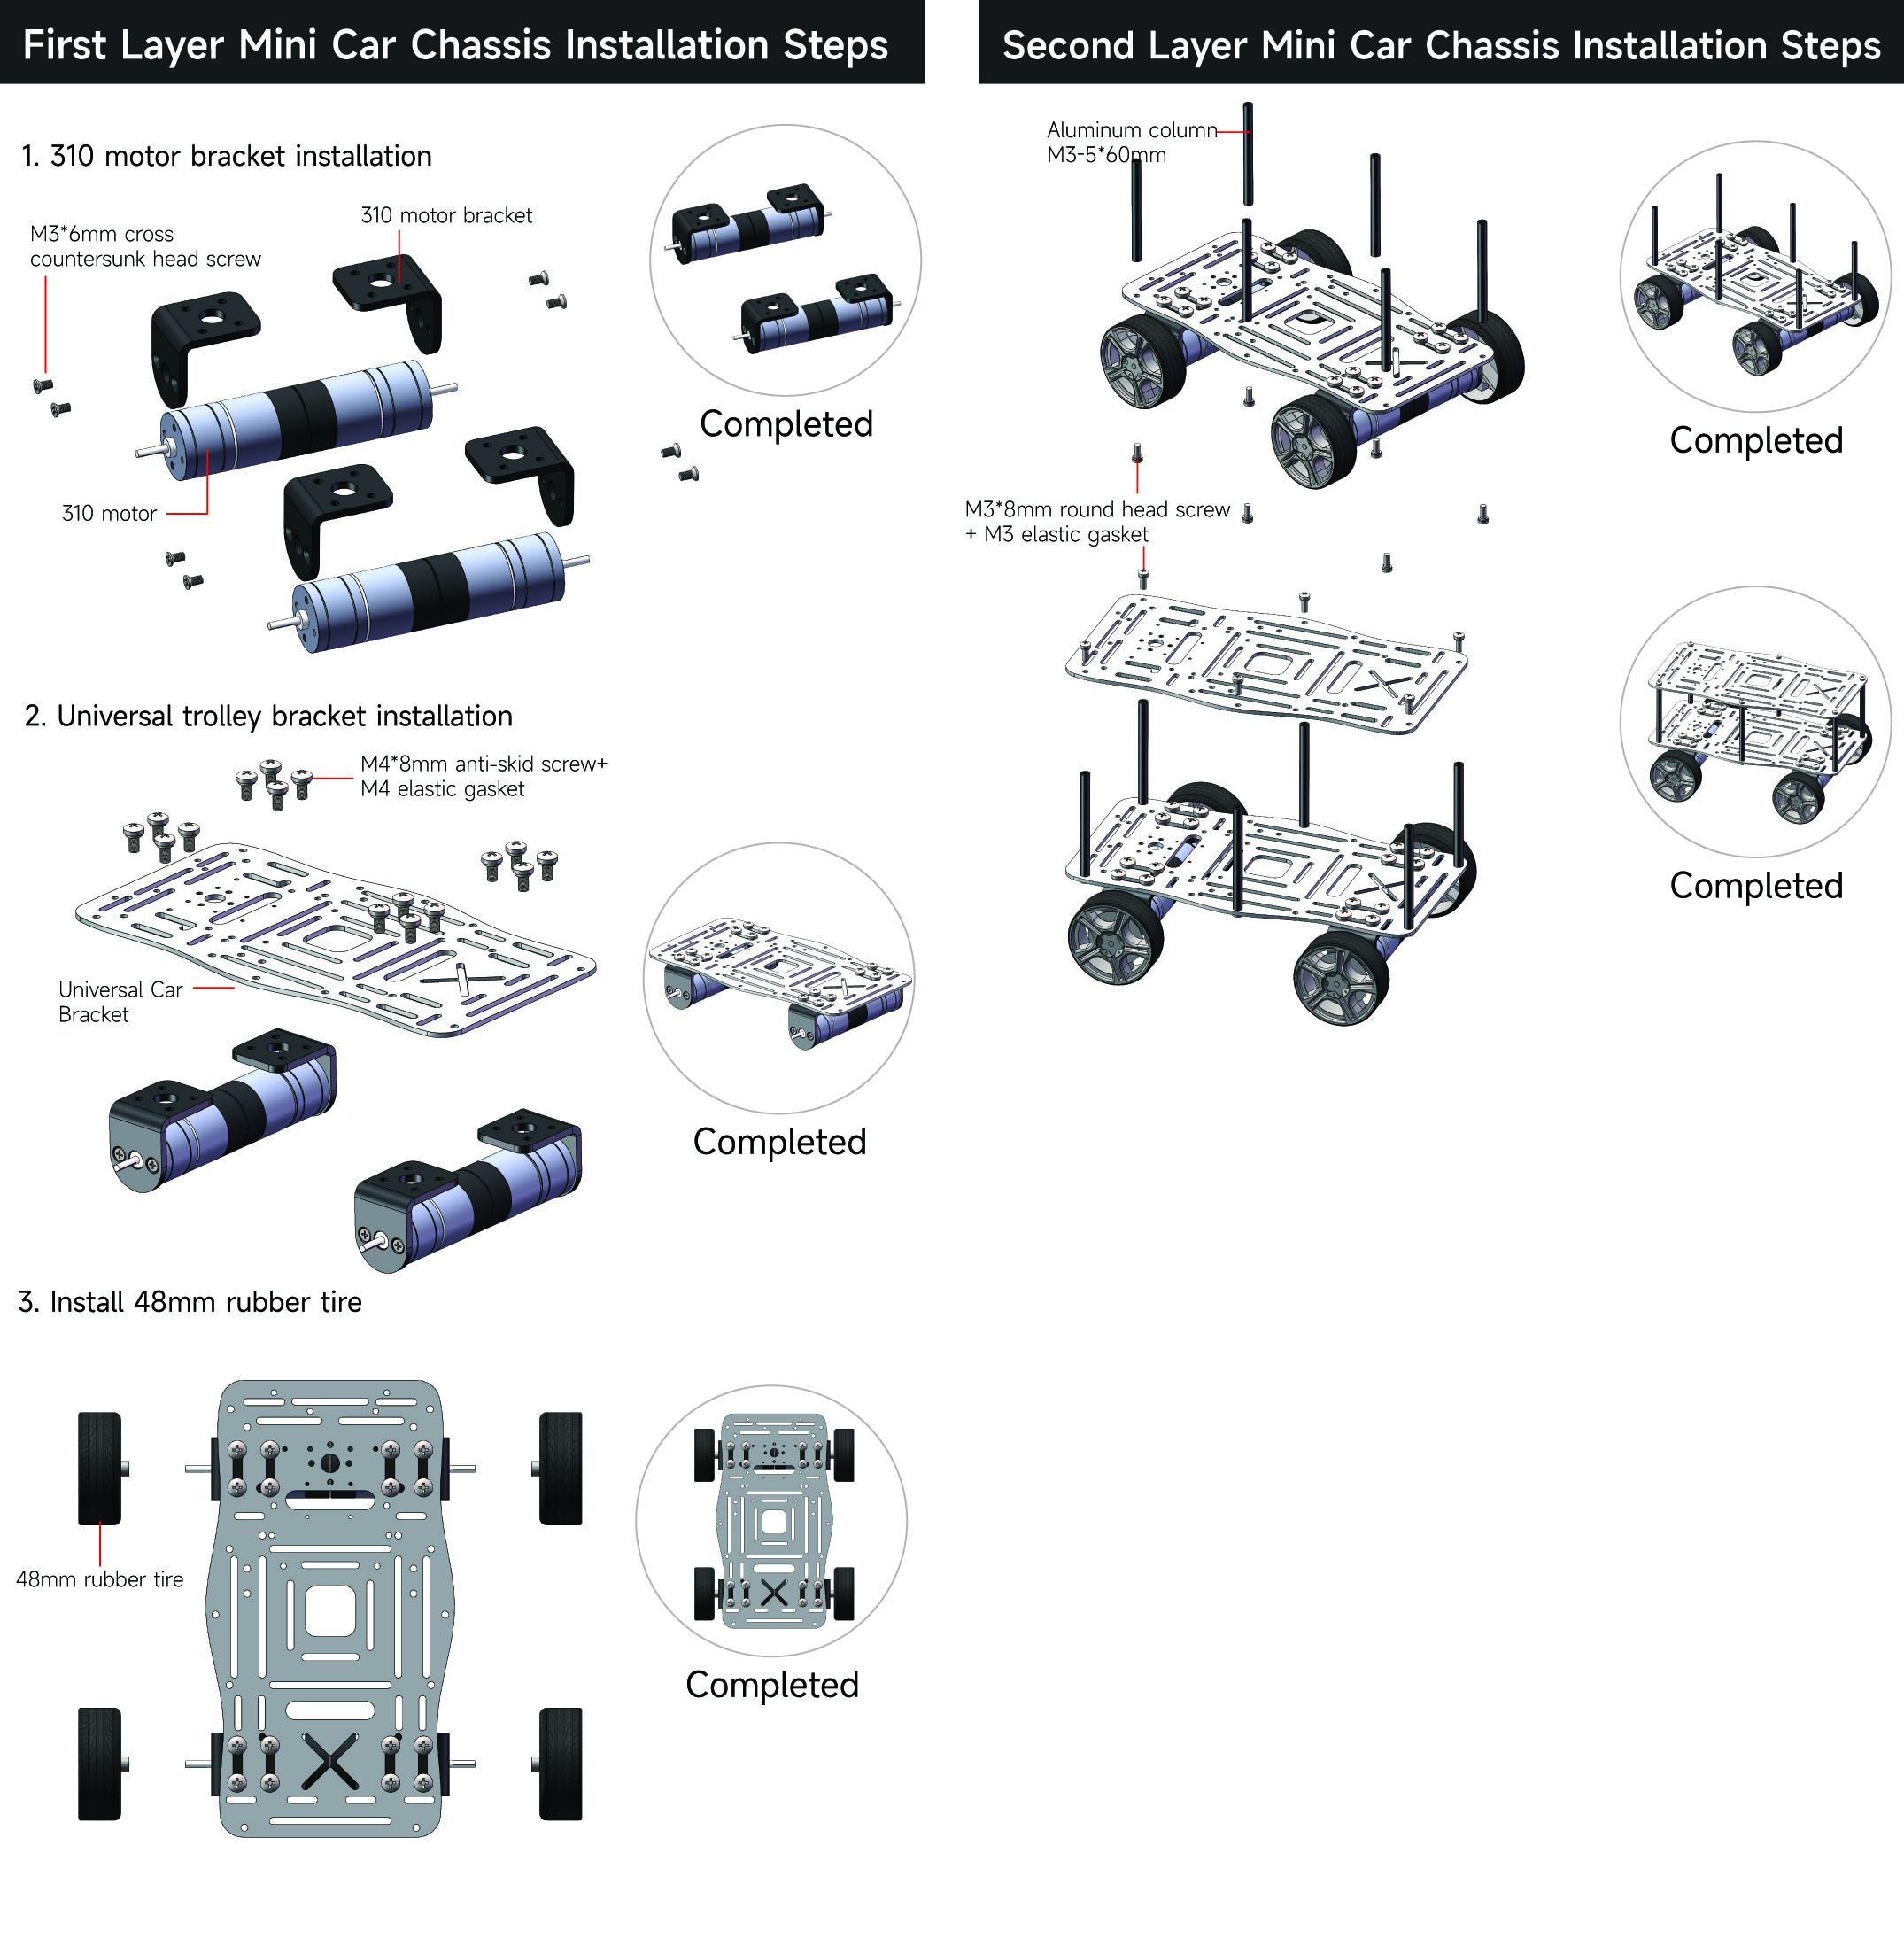 First Layer Mini Car Chassis Installation Steps
1. 310 motor bracket installation
310 motor bracket
M3*6mm cross
countersunk head screw
310 motor
Completed
2. Universal trolley bracket installation
M4*8mm anti-skid screw+
M4 elastic gasket
Universal Car
Bracket
Completed
3. Install 48mm rubber tire
48mm rubber tire
Completed
Second Layer Mini Car Chassis Installation Steps
Aluminum column
M3-5*60mm
Completed
M3*8mm round head screw
+ M3 elastic gasket
Completed